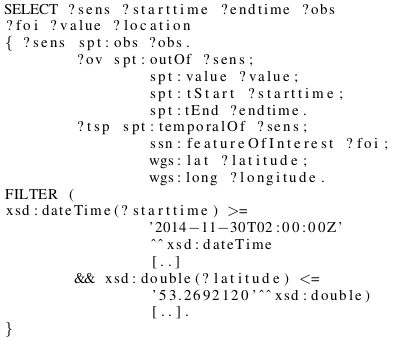 SELECT ?sens ?starttime ?endtime ?obs
?foi ?value ?location
{ ?sens spt:obs ?obs.
?ov spt:outOf ?sens;
spt:value ?value;
spt:tStart ?starttime;
spt:tEnd ?endtime.
?tsp spt:temporalOf ?sens;
ssn:featureOfInterest ?foi;
wgs:lat ?latitude;
wgs:long ?longitude.
FILTER (
xsd:dateTime(?starttime) >=
'2014-11-30T02:00:00Z'
^^xsd:dateTime
[..]
&& xsd:double(?latitude) <=
'53.2692120'^^xsd:double)
[..].
}